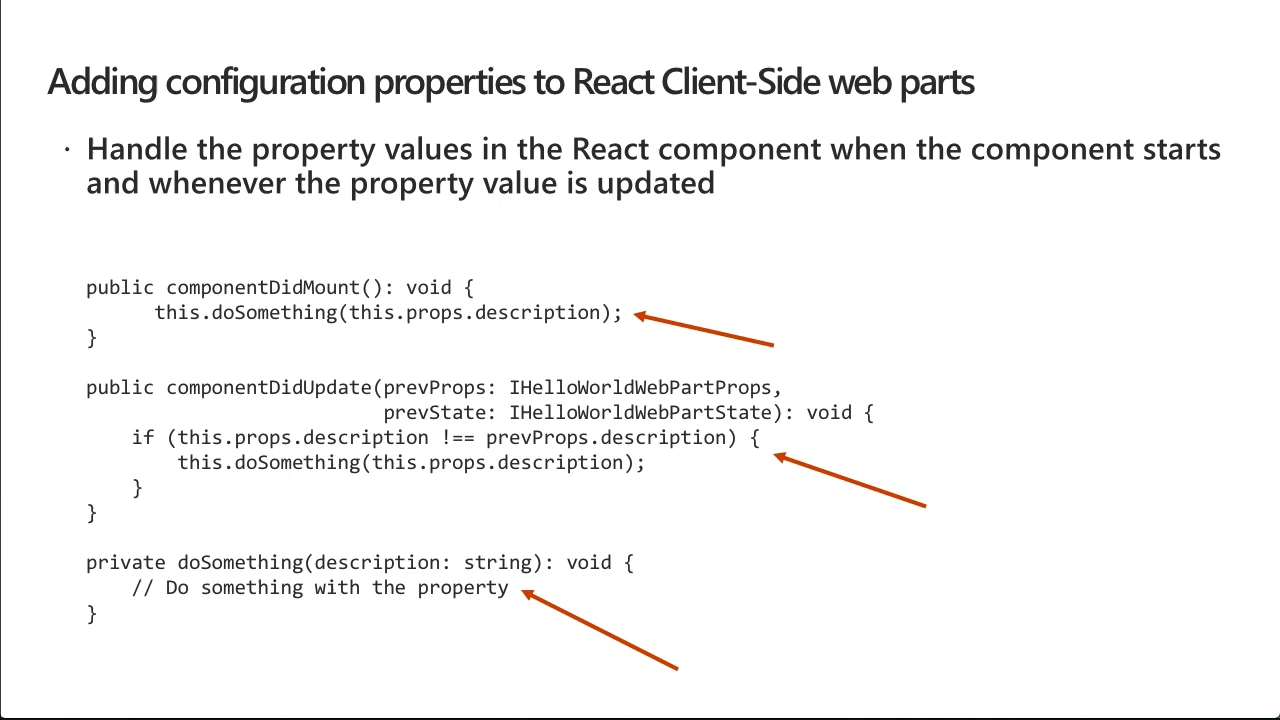 Adding configuration properties to React Client-Side web parts
· Handle the property values in the React component when the component starts
and whenever the property value is updated
public componentDidMount(): void {
this.doSomething(this.props.description);
}
public componentDidUpdate(prevProps: IHelloWorldWebPartProps,
prevState: IHelloWorldWebPartState): void {
if (this.props.description !== prevProps.description) {
this.doSomething(this.props.description);
}
}
private doSomething(description: string): void {
// Do something with the property
}